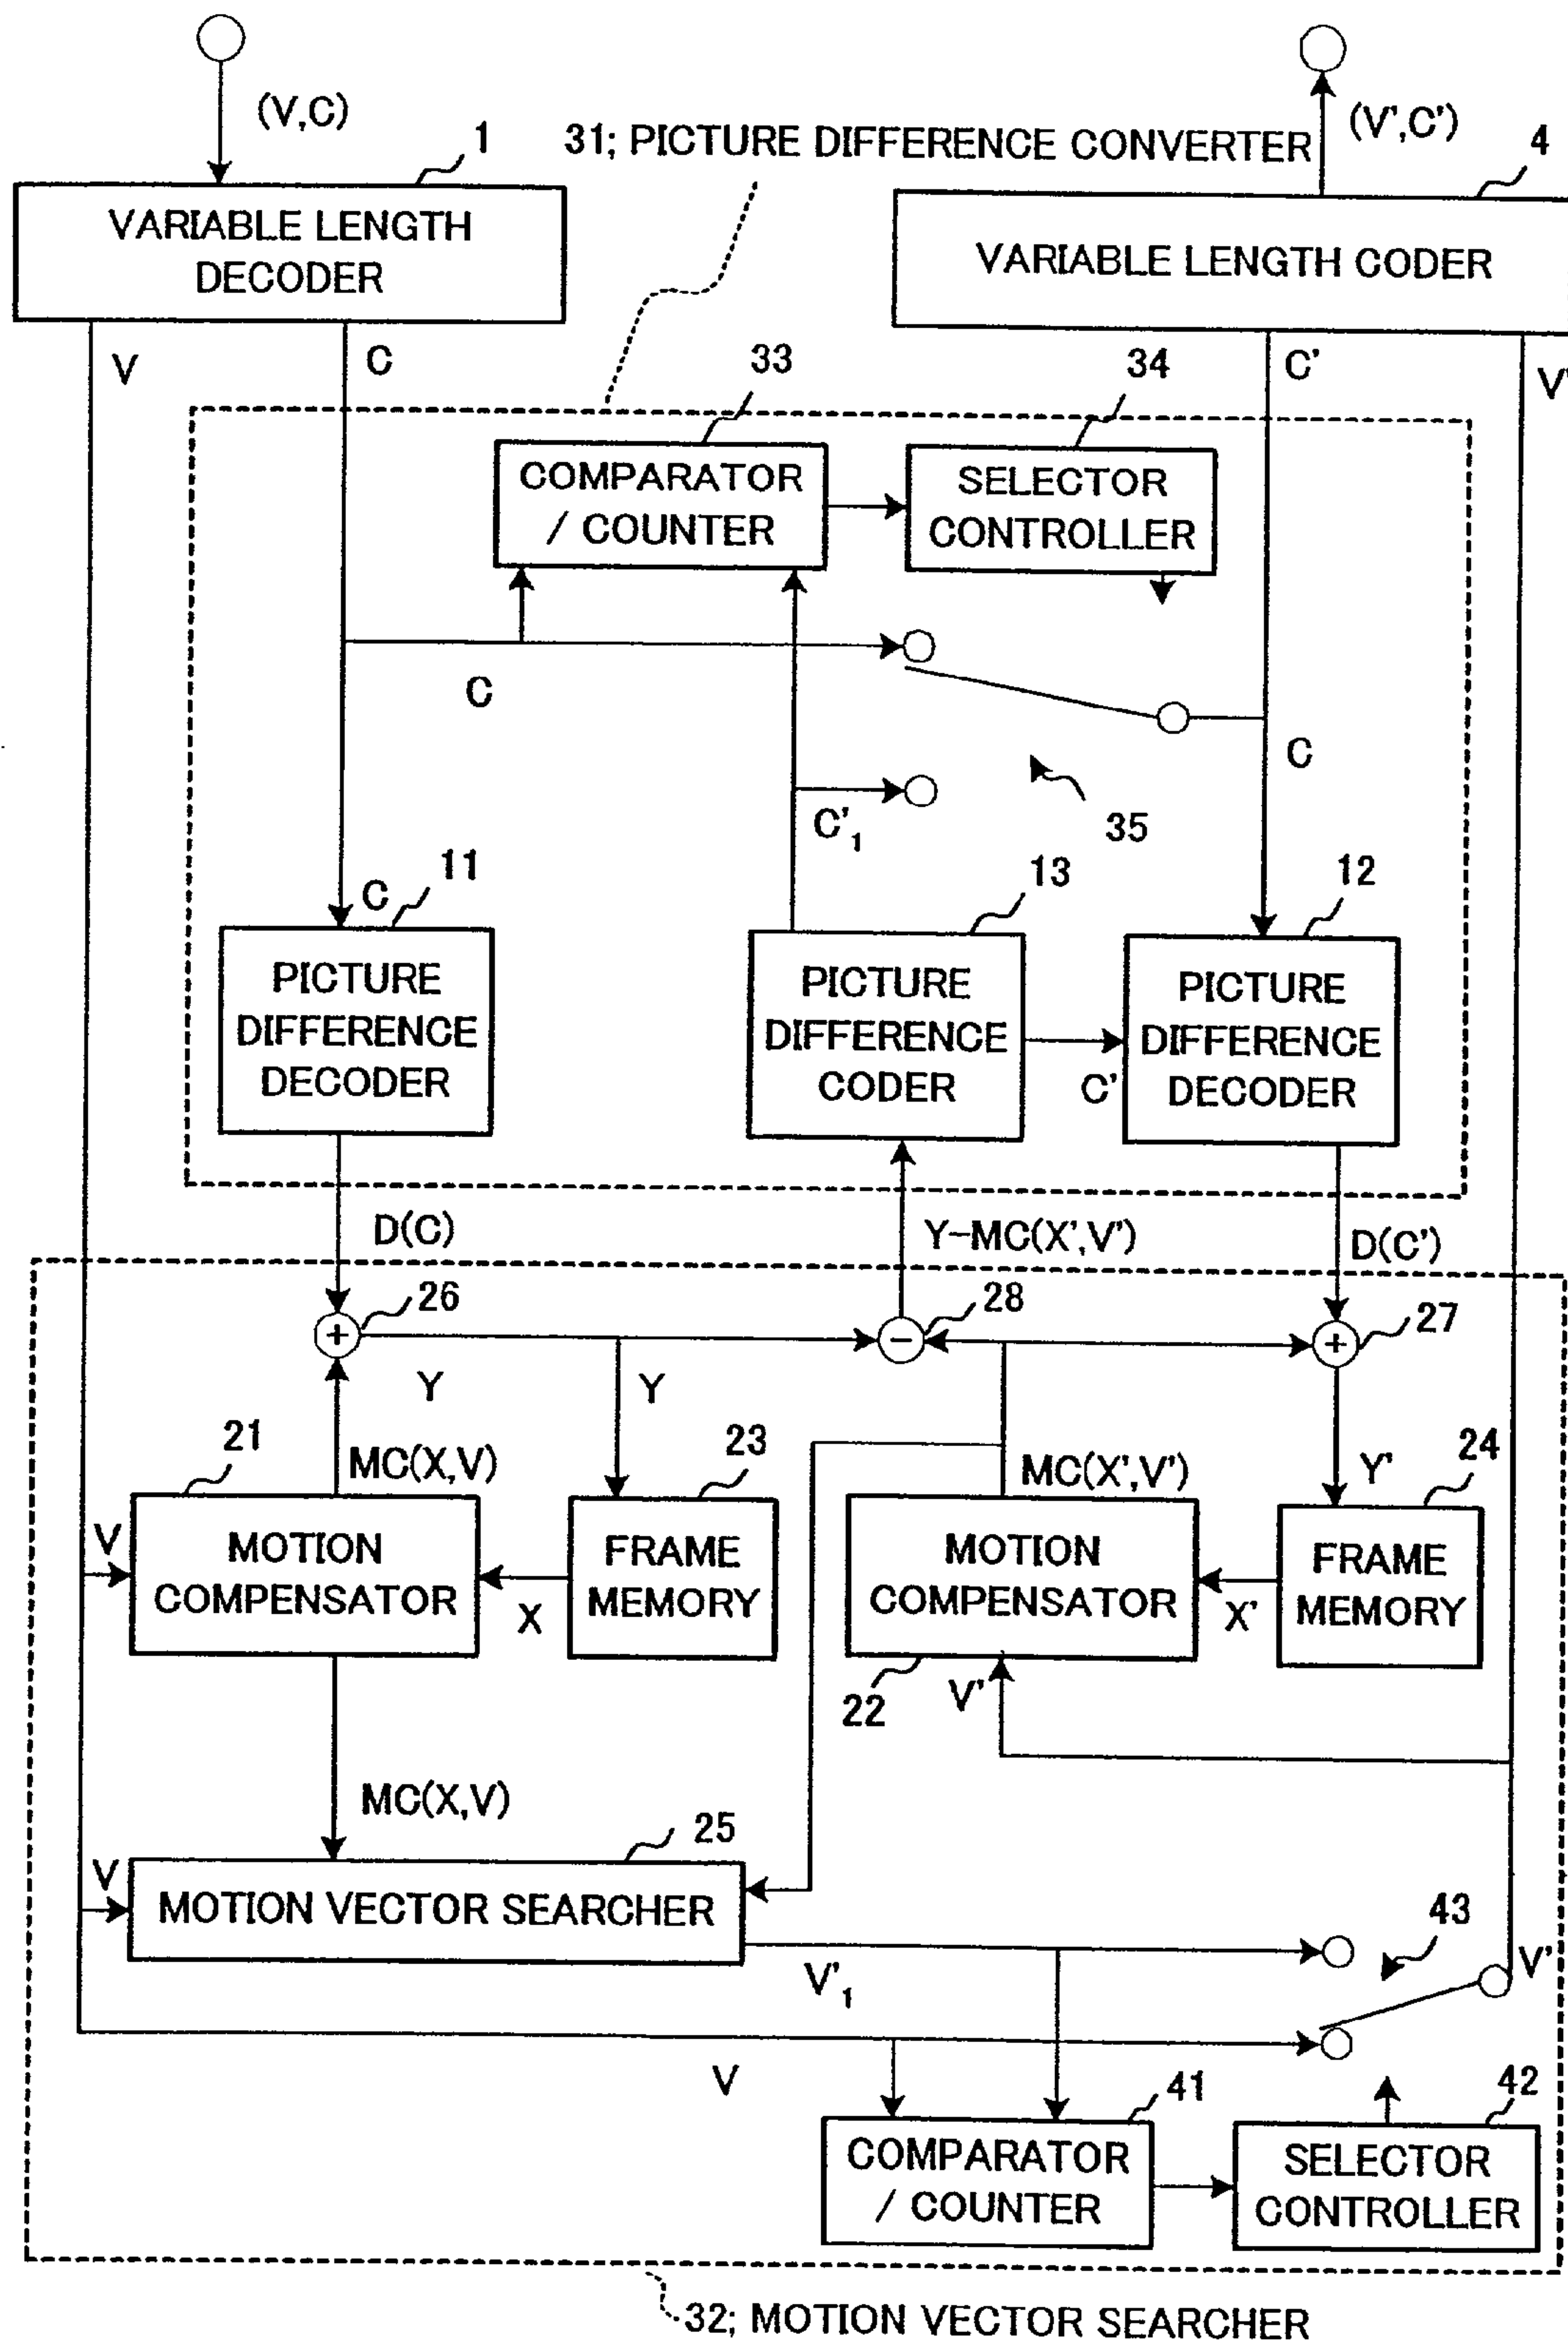 (V,C)
(V',C')
1
31; PICTURE DIFFERENCE CONVERTER
4
VARIABLE LENGTH
DECODER
VARIABLE LENGTH CODER
V
C
33
34
C'
V'
COMPARATOR
/ COUNTER
SELECTOR
CONTROLLER
C
C
C'1
35
C
11
13
12
PICTURE
DIFFERENCE
DECODER
PICTURE
DIFFERENCE
CODER
C'
PICTURE
DIFFERENCE
DECODER
D(C)
Y-MC(X',V')
D(C')
26
28
27
+
-
+
Y
Y
21
MC(X,V)
23
MC(X',V')
Y'
24
V
MOTION
COMPENSATOR
X
FRAME
MEMORY
MOTION
COMPENSATOR
X'
FRAME
MEMORY
22
V'
MC(X,V)
25
V
MOTION VECTOR SEARCHER
43
V'1
V'
V
41
42
COMPARATOR
/ COUNTER
SELECTOR
CONTROLLER
32; MOTION VECTOR SEARCHER